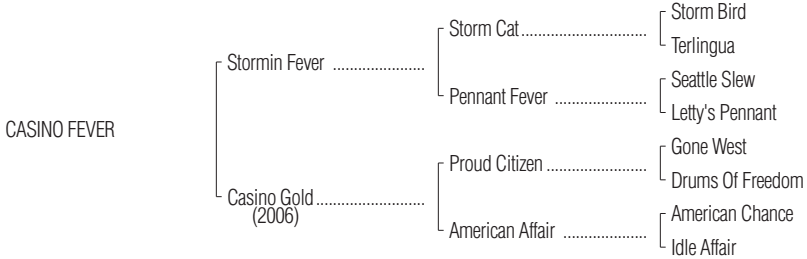 Storm Bird
Storm Cat..............................
Terlingua
Stormin Fever ......................
Seattle Slew
Pennant Fever ......................
Letty's Pennant
CASINO FEVER
Gone West
Proud Citizen ........................
Drums Of Freedom
Casino Gold..........................
(2006)
American Chance
American Affair ....................
Idle Affair